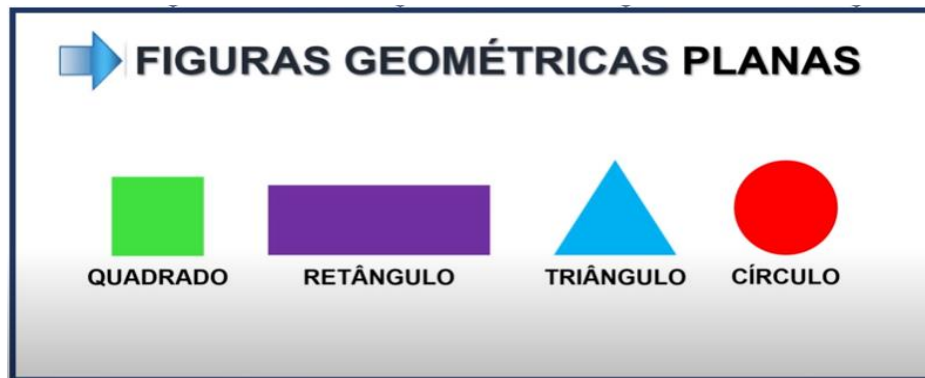 FIGURAS GEOMÉTRICAS PLANAS
QUADRADO RETÂNGULO TRIÂNGULO CÍRCULO